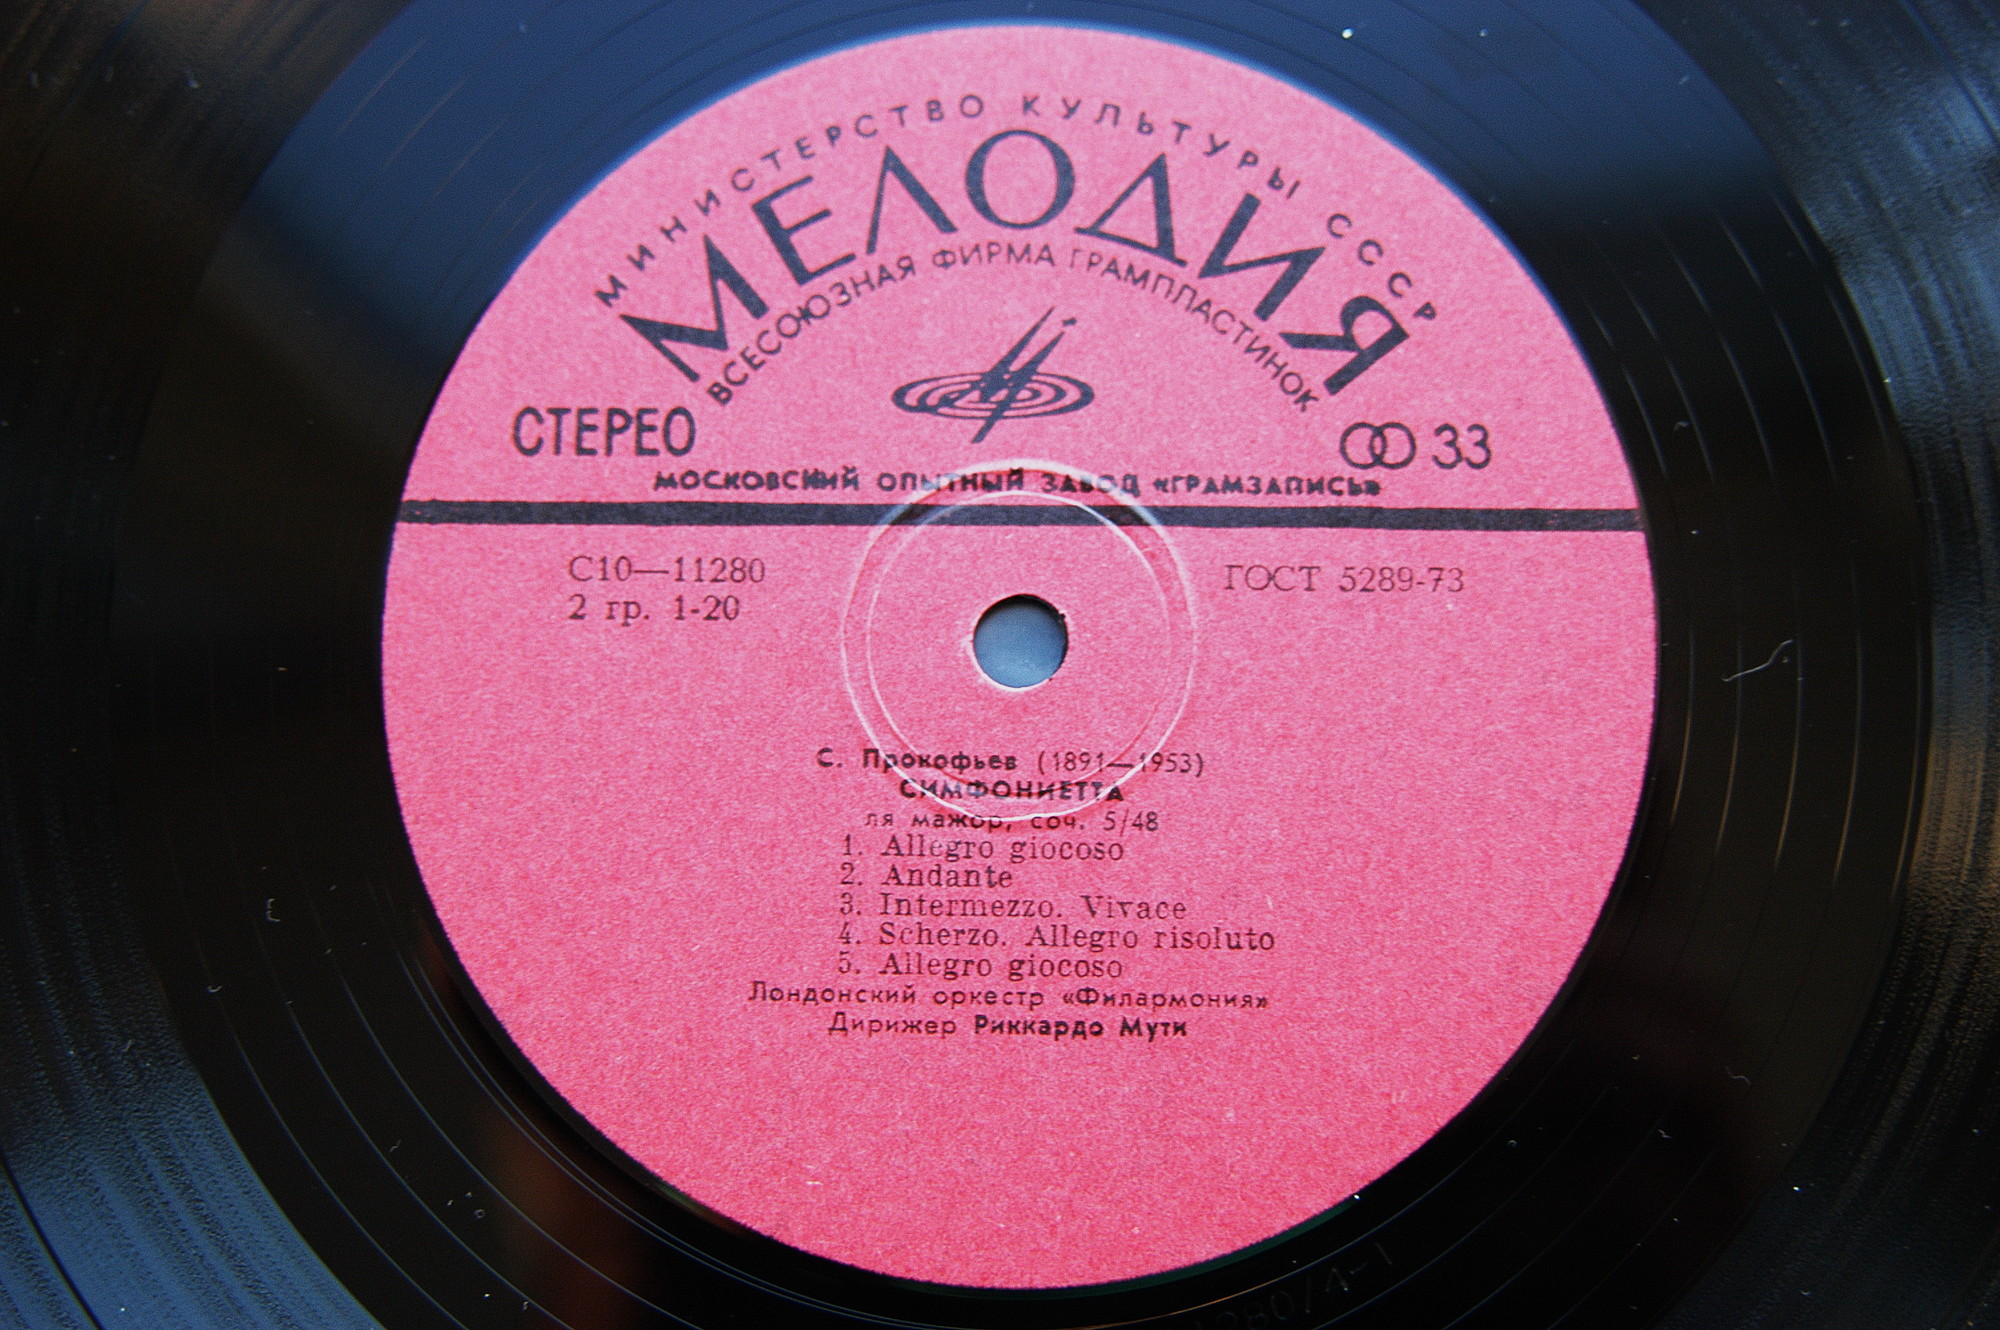 МИНИСТЕРСТВО КУЛЬТУРЫ СССР
МЕЛОДИЯ
ВСЕСОЮЗНАЯ ФИРМА ГРАМПЛАСТИНОК
СТЕРЕО
33
МОСКОВСКИЙ ОПЫТНЫЙ ЗАВОД «ГРАМЗАПИСЬ»
С10—11280
ГОСТ 5289-73
2 гр. 1-20
С. Прокофьев (1891—1953)
СИМФОНИЕТТА
ля мажор, соч. 5/48
1. Allegro giocoso
2. Andante
3. Intermezzo. Vivace
4. Scherzo. Allegro risoluto
5. Allegro giocoso
Лондонский оркестр «Филармония»
Дирижер Риккардо Мути